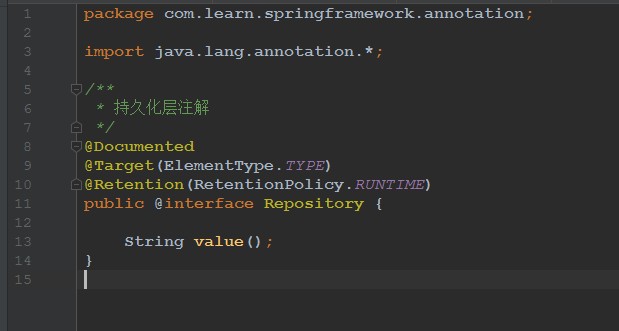 1 package com.learn.springframework.annotation;
2
3 import java.lang.annotation.*;
4
5 /**
6  * 持久化层注解
7  */
8 @Documented
9 @Target(ElementType.TYPE)
10 @Retention(RetentionPolicy.RUNTIME)
11 public @interface Repository {
12
13     String value();
14 }
15